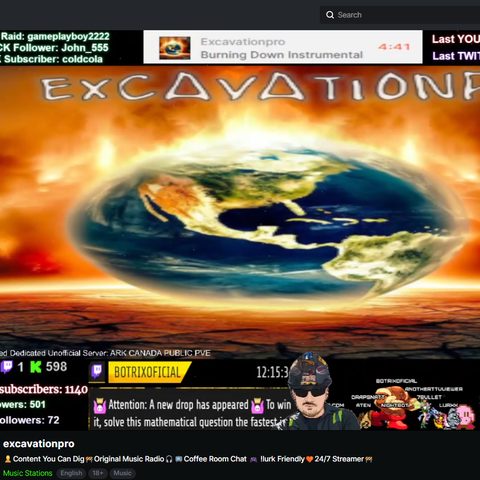 Search
Raid: gameplayboy2222
CK Follower: John_555
Subscriber: coldcola
Excavationpro
Burning Down Instrumental
4:41
Last YOU
Last TWIT
EXCAVATIONP
ed Dedicated Unofficial Server: ARK CANADA PUBLIC PVE
1 598
BOTRIXOFICIAL
12:15:3
subscribers: 1140
owers: 501
ollowers: 72
Attention: A new drop has appeared To win
it, solve this mathematical question the fastest
BOTRIXOFICIAL
ANOTHERTTVVIEWER
7BULLET
NIGHTBOT
LURXX
excavationpro
Content You Can Dig Original Music Radio Coffee Room Chat !lurk Friendly 24/7 Streamer
Music Stations English 18+ Music